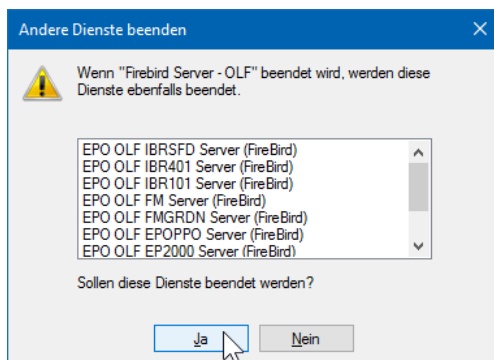 Andere Dienste beenden
Wenn "Firebird Server - OLF" beendet wird, werden diese
Dienste ebenfalls beendet.
EPO OLF IBRSFD Server (FireBird)
EPO OLF IBR401 Server (FireBird)
EPO OLF IBR101 Server (FireBird)
EPO OLF FM Server (FireBird)
EPO OLF FMGRDN Server (FireBird)
EPO OLF EPOPPO Server (FireBird)
EPO OLF EP2000 Server (FireBird)
Sollen diese Dienste beendet werden?
Ja
Nein